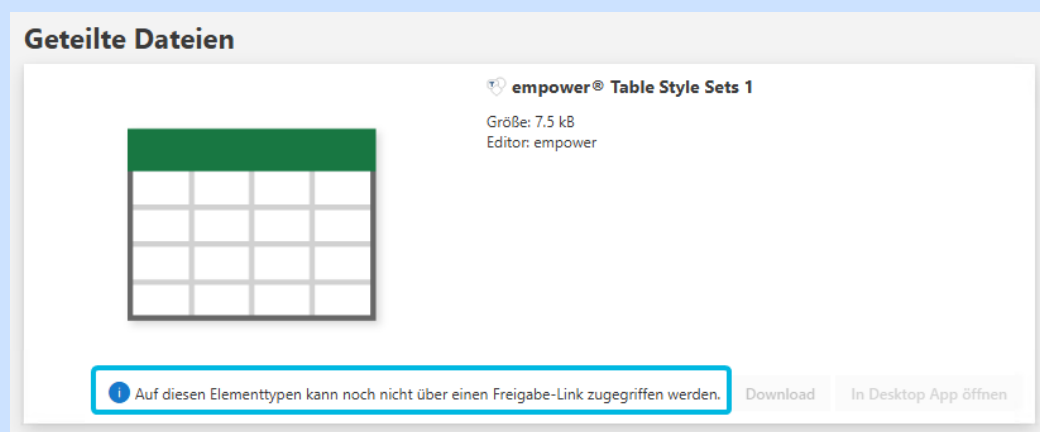 Geteilte Dateien
empower® Table Style Sets 1
Größe: 7.5 kB
Editor: empower
Auf diesen Elementtypen kann noch nicht über einen Freigabe-Link zugegriffen werden.
Download
In Desktop App öffnen